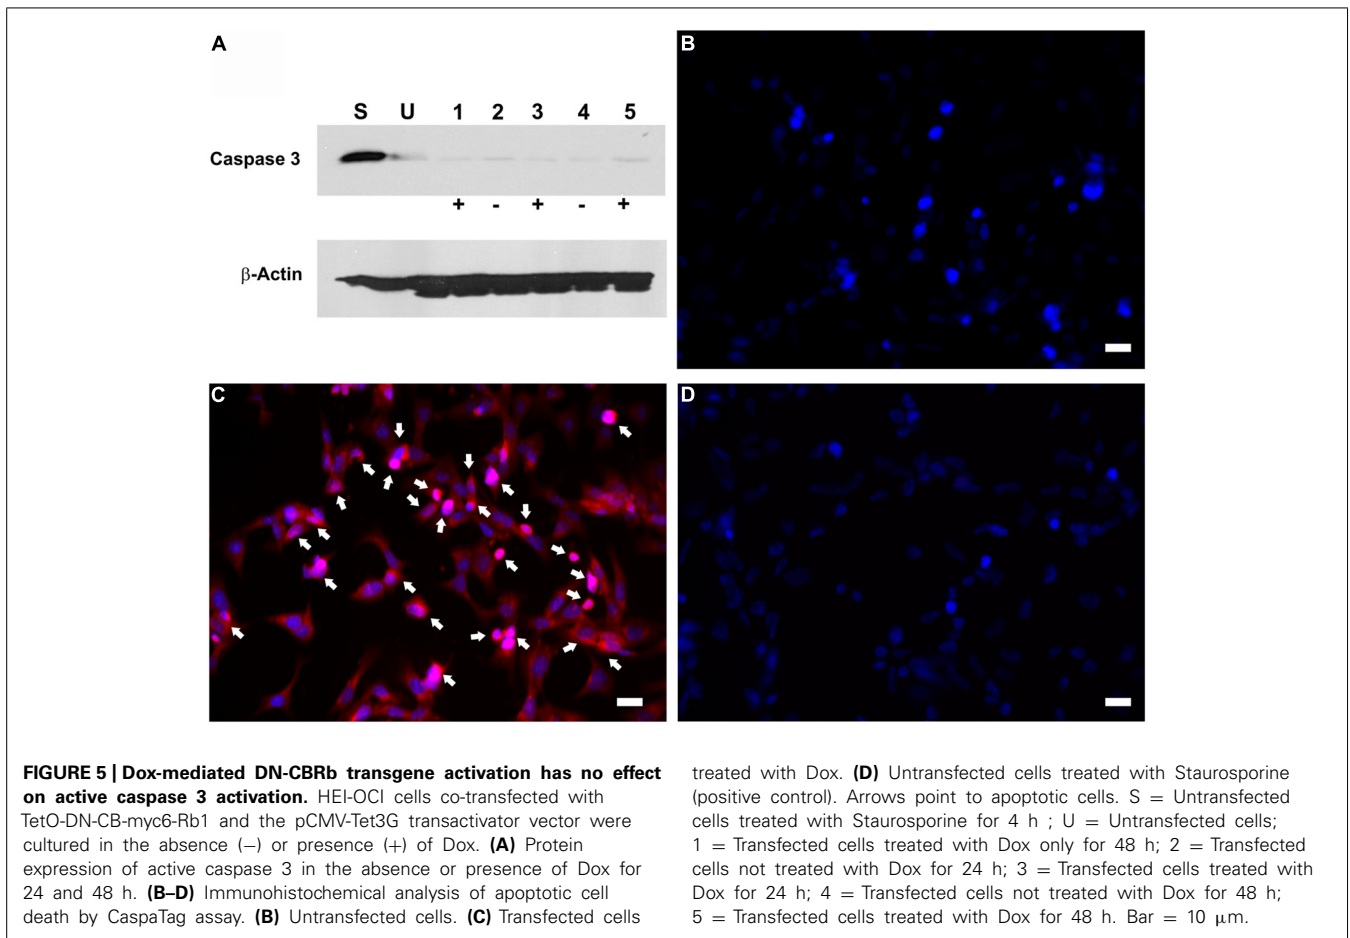 A
S U 1 2 3 4 5
Caspase 3
+ - + - +
β-Actin
B
C
D
FIGURE 5 | Dox-mediated DN-CBRb transgene activation has no effect
on active caspase 3 activation. HEI-OCI cells co-transfected with
TetO-DN-CB-myc6-Rb1 and the pCMV-Tet3G transactivator vector were
cultured in the absence (−) or presence (+) of Dox. (A) Protein
expression of active caspase 3 in the absence or presence of Dox for
24 and 48 h. (B–D) Immunohistochemical analysis of apoptotic cell
death by CaspaTag assay. (B) Untransfected cells. (C) Transfected cells
treated with Dox. (D) Untransfected cells treated with Staurosporine
(positive control). Arrows point to apoptotic cells. S = Untransfected
cells treated with Staurosporine for 4 h ; U = Untransfected cells;
1 = Transfected cells treated with Dox only for 48 h; 2 = Transfected
cells not treated with Dox for 24 h; 3 = Transfected cells treated with
Dox for 24 h; 4 = Transfected cells not treated with Dox for 48 h;
5 = Transfected cells treated with Dox for 48 h. Bar = 10 μm.